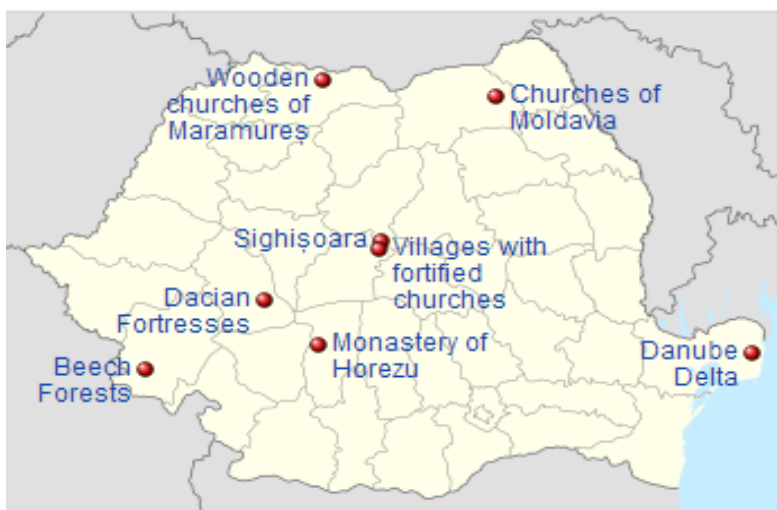 Wooden
churches of
Maramureș
Churches of
Moldavia
Sighișoara
Villages with
fortified
churches
Dacian
Fortresses
Monastery of
Horezu
Beech
Forests
Danube
Delta